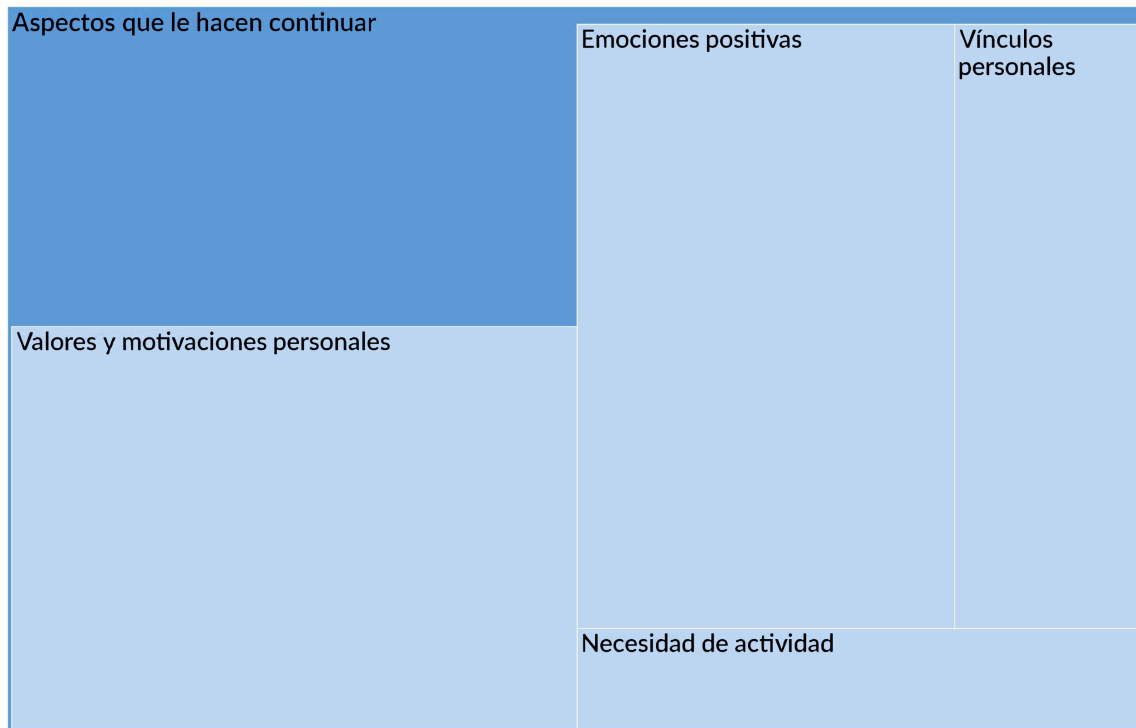 Aspectos que le hacen continuar
Emociones positivas
Vínculos
personales
Valores y motivaciones personales
Necesidad de actividad